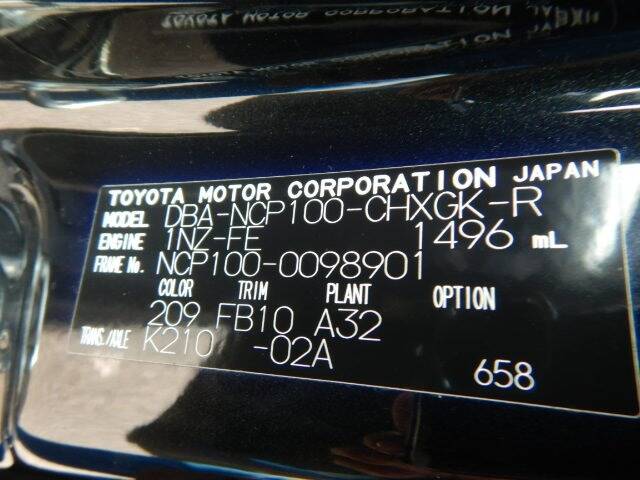 TOYOTA MOTOR CORPORATION JAPAN
MODEL DBA-NCP100-CHXGK-R
ENGINE 1NZ-FE 1496 mL
FRAME No. NCP100-0098901
COLOR TRIM PLANT OPTION
209 FB10 A32
TRANS./AXLE K210 -02A
658